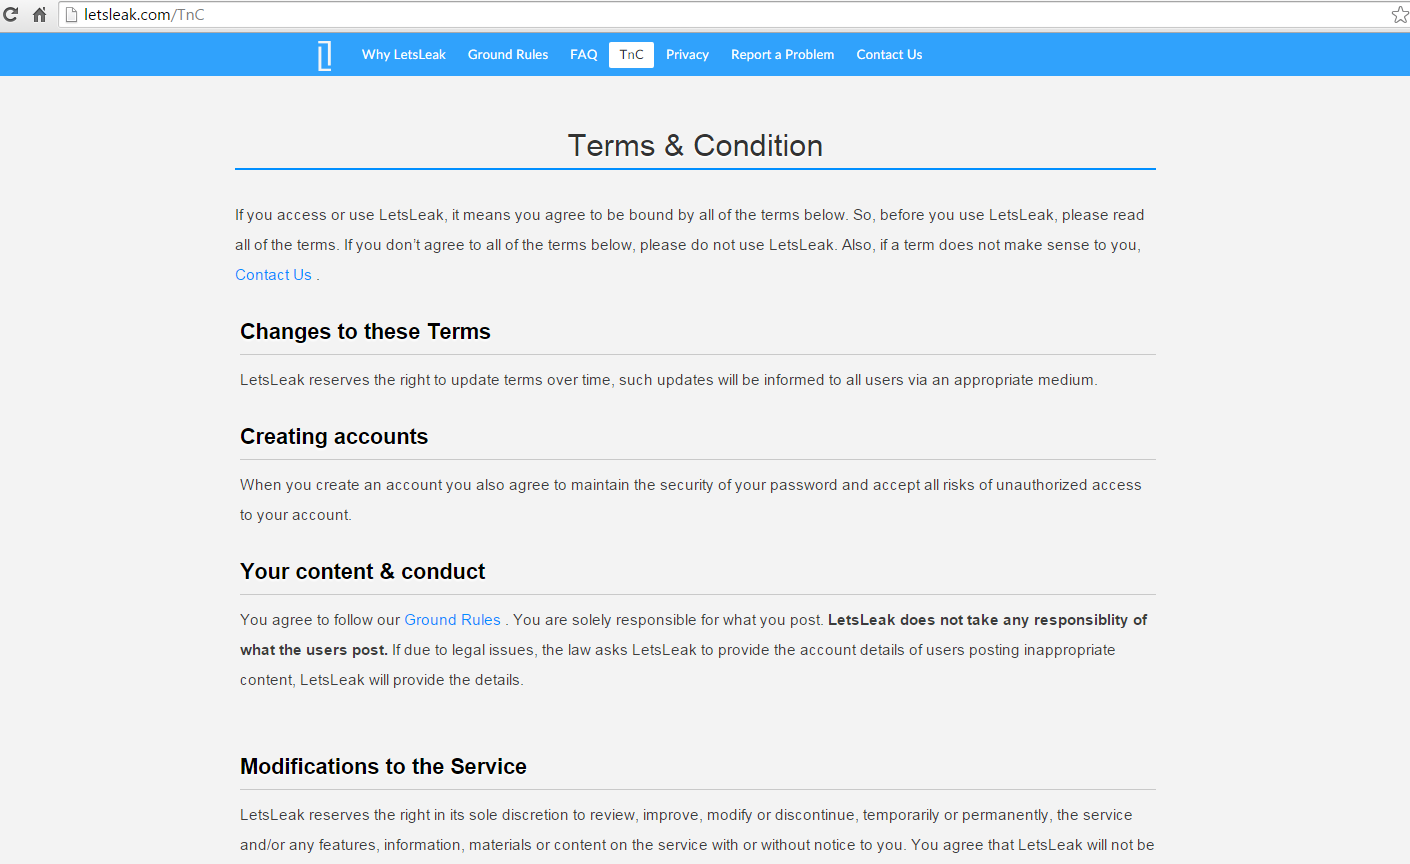 letsleak.com/TnC
Why LetsLeak Ground Rules FAQ TnC Privacy Report a Problem Contact Us
Terms & Condition
If you access or use LetsLeak, it means you agree to be bound by all of the terms below. So, before you use LetsLeak, please read
all of the terms. If you don’t agree to all of the terms below, please do not use LetsLeak. Also, if a term does not make sense to you,
Contact Us .
Changes to these Terms
LetsLeak reserves the right to update terms over time, such updates will be informed to all users via an appropriate medium.
Creating accounts
When you create an account you also agree to maintain the security of your password and accept all risks of unauthorized access
to your account.
Your content & conduct
You agree to follow our Ground Rules . You are solely responsible for what you post. LetsLeak does not take any responsiblity of
what the users post. If due to legal issues, the law asks LetsLeak to provide the account details of users posting inappropriate
content, LetsLeak will provide the details.
Modifications to the Service
LetsLeak reserves the right in its sole discretion to review, improve, modify or discontinue, temporarily or permanently, the service
and/or any features, information, materials or content on the service with or without notice to you. You agree that LetsLeak will not be